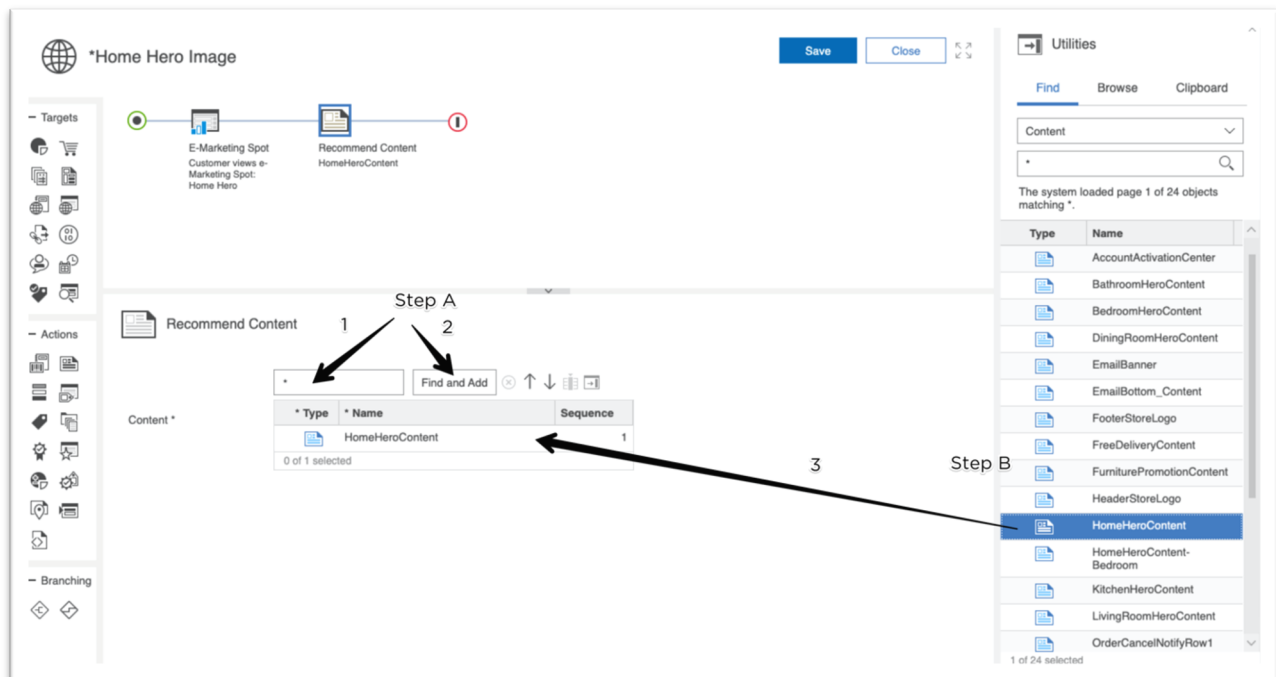 *Home Hero Image
Save
Close
Targets
E-Marketing Spot
Customer views e-
Marketing Spot:
Home Hero
Recommend Content
HomeHeroContent
Actions
Branching
Step A
1
2
Recommend Content
*
Find and Add
Content *
* Type * Name Sequence
HomeHeroContent 1
0 of 1 selected
3
Step B
Utilities
Find Browse Clipboard
Content
*
The system loaded page 1 of 24 objects
matching *.
Type Name
AccountActivationCenter
BathroomHeroContent
BedroomHeroContent
DiningRoomHeroContent
EmailBanner
EmailBottom_Content
FooterStoreLogo
FreeDeliveryContent
FurniturePromotionContent
HeaderStoreLogo
HomeHeroContent
HomeHeroContent-
Bedroom
KitchenHeroContent
LivingRoomHeroContent
OrderCancelNotifyRow1
1 of 24 selected